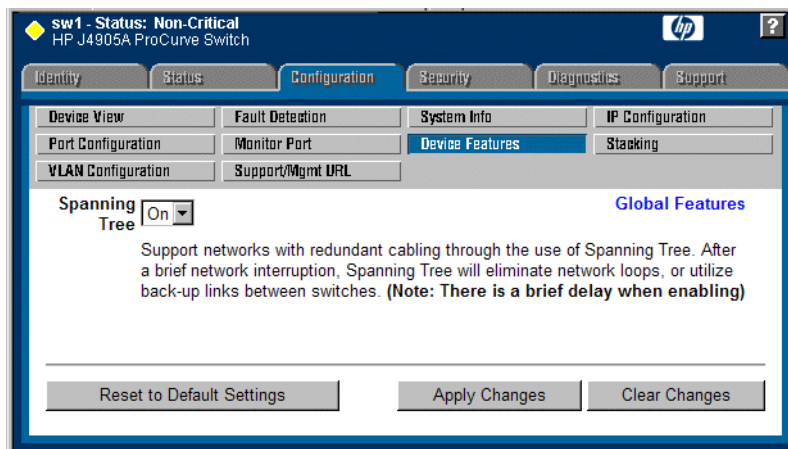 sw1 - Status: Non-Critical
HP J4905A ProCurve Switch
hp
?
Identity Status Configuration Security Diagnostics Support
Device View Fault Detection System Info IP Configuration
Port Configuration Monitor Port Device Features Stacking
VLAN Configuration Support/Mgmt URL
Spanning Tree On Global Features
Support networks with redundant cabling through the use of Spanning Tree. After
a brief network interruption, Spanning Tree will eliminate network loops, or utilize
back-up links between switches. (Note: There is a brief delay when enabling)
Reset to Default Settings Apply Changes Clear Changes